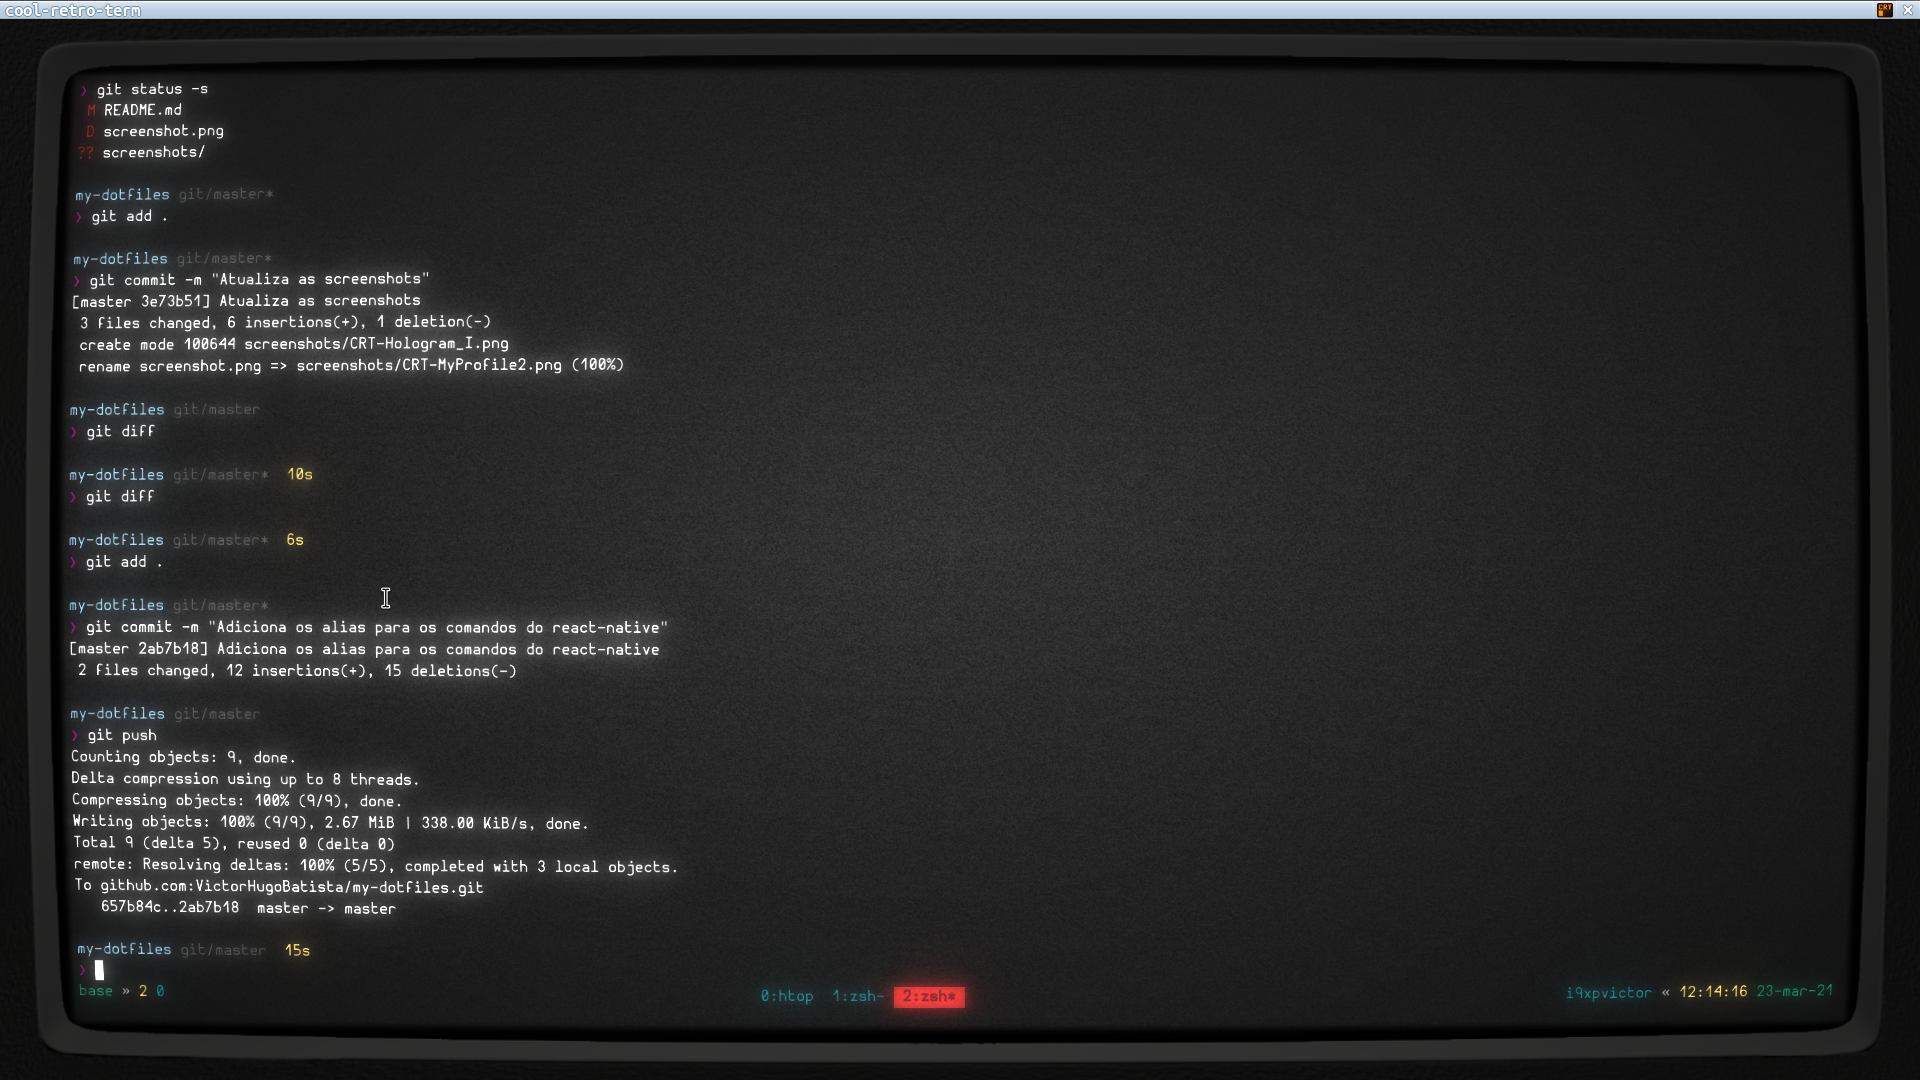 cool-retro-term
CRT
❯ git status -s
M README.md
D screenshot.png
?? screenshots/
my-dotfiles git/master*
❯ git add .
my-dotfiles git/master*
❯ git commit -m "Atualiza as screenshots"
[master 3e73b51] Atualiza as screenshots
3 files changed, 6 insertions(+), 1 deletion(-)
create mode 100644 screenshots/CRT-Hologram_I.png
rename screenshot.png => screenshots/CRT-MyProfile2.png (100%)
my-dotfiles git/master
❯ git diff
my-dotfiles git/master* 10s
❯ git diff
my-dotfiles git/master* 6s
❯ git add .
my-dotfiles git/master*
❯ git commit -m "Adiciona os alias para os comandos do react-native"
[master 2ab7b18] Adiciona os alias para os comandos do react-native
2 files changed, 12 insertions(+), 15 deletions(-)
my-dotfiles git/master
❯ git push
Counting objects: 9, done.
Delta compression using up to 8 threads.
Compressing objects: 100% (9/9), done.
Writing objects: 100% (9/9), 2.67 MiB | 338.00 KiB/s, done.
Total 9 (delta 5), reused 0 (delta 0)
remote: Resolving deltas: 100% (5/5), completed with 3 local objects.
To github.com:VictorHugoBatista/my-dotfiles.git
657b84c..2ab7b18 master -> master
my-dotfiles git/master 15s
❯
base » 2 0 0:htop 1:zsh- 2:zsh* i9xpvictor « 12:14:16 23-mar-21